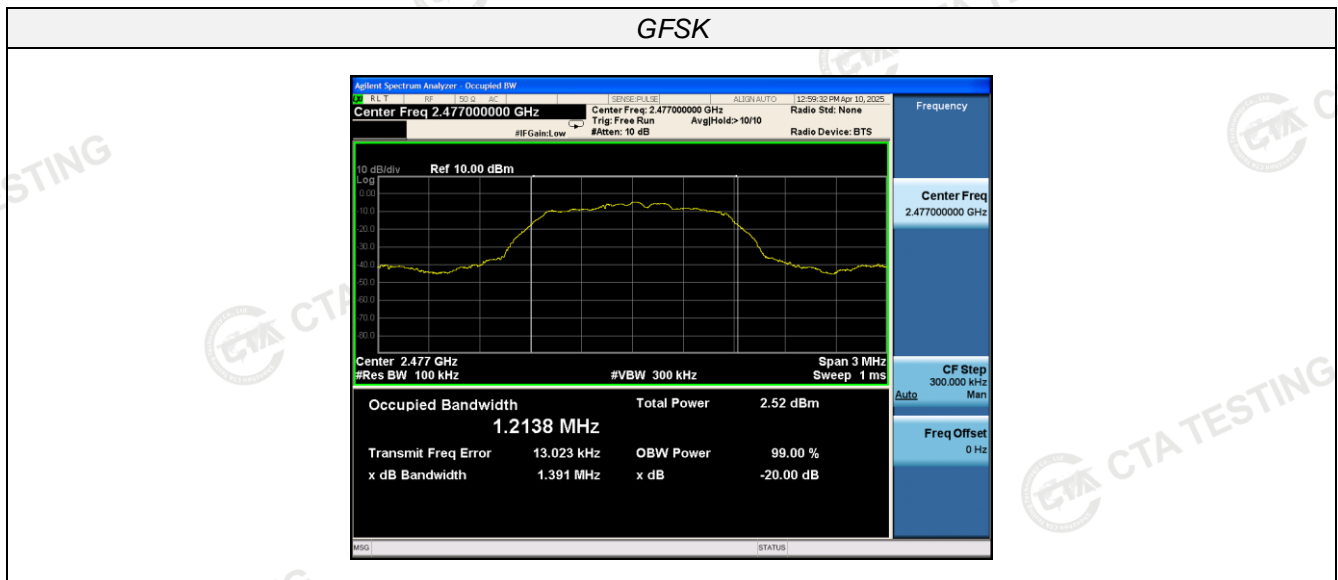 GFSK
Agilent Spectrum Analyzer - Occupied BW
RLT RF 50 Ω AC SENSE:PULSE ALIGN AUTO 12:59:32 PM Apr 10, 2025
Center Freq 2.477000000 GHz Center Freq: 2.477000000 GHz Radio Std: None
Trig: Free Run Avg|Hold:> 10/10
#IFGain:Low #Atten: 10 dB Radio Device: BTS
Frequency
10 dB/div Ref 10.00 dBm
Log
0.00
-10.0
-20.0
-30.0
-40.0
-50.0
-60.0
-70.0
-80.0
Center 2.477 GHz Span 3 MHz
#Res BW 100 kHz #VBW 300 kHz Sweep 1 ms
Occupied Bandwidth Total Power 2.52 dBm
1.2138 MHz
Transmit Freq Error 13.023 kHz OBW Power 99.00 %
x dB Bandwidth 1.391 MHz x dB -20.00 dB
Center Freq
2.477000000 GHz
CF Step
300.000 kHz
Auto Man
Freq Offset
0 Hz
MSG STATUS
CTA TESTING